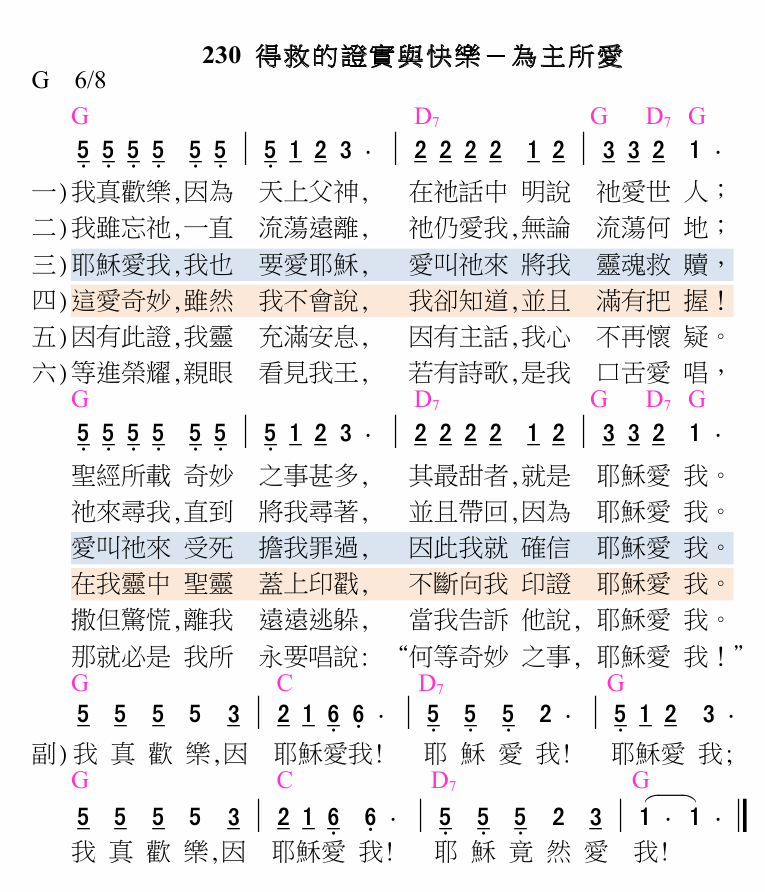 230 得救的證實與快樂－為主所愛
G 6/8
G D7 G D7 G
5 5 5 5 5 5 | 5 1 2 3 · | 2 2 2 2 1 2 | 3 3 2 1 ·
一)我真歡樂,因為 天上父神, 在祂話中 明說 祂愛世 人；
二)我雖忘祂,一直 流蕩遠離, 祂仍愛我,無論 流蕩何 地；
三)耶穌愛我,我也 要愛耶穌, 愛叫祂來 將我 靈魂救 贖，
四)這愛奇妙,雖然 我不會說, 我卻知道,並且 滿有把 握！
五)因有此證,我靈 充滿安息, 因有主話,我心 不再懷 疑。
六)等進榮耀,親眼 看見我王, 若有詩歌,是我 口舌愛 唱，
G D7 G D7 G
5 5 5 5 5 5 | 5 1 2 3 · | 2 2 2 2 1 2 | 3 3 2 1 ·
聖經所載 奇妙 之事甚多, 其最甜者,就是 耶穌愛 我。
祂來尋我,直到 將我尋著, 並且帶回,因為 耶穌愛 我。
愛叫祂來 受死 擔我罪過, 因此我就 確信 耶穌愛 我。
在我靈中 聖靈 蓋上印戳, 不斷向我 印證 耶穌愛 我。
撒但驚慌,離我 遠遠逃躲, 當我告訴 他說, 耶穌愛 我。
那就必是 我所 永要唱說: “何等奇妙 之事, 耶穌愛 我！”
G C D7 G
5 5 5 5 3 | 2 1 6 6 · | 5 5 5 2 · | 5 1 2 3 ·
副)我 真 歡 樂,因 耶穌愛我! 耶 穌 愛 我! 耶穌愛 我;
G C D7 G
5 5 5 5 3 | 2 1 6 6 · | 5 5 5 2 3 | 1 · 1 · ||
我 真 歡 樂,因 耶穌愛 我! 耶 穌 竟 然 愛 我!